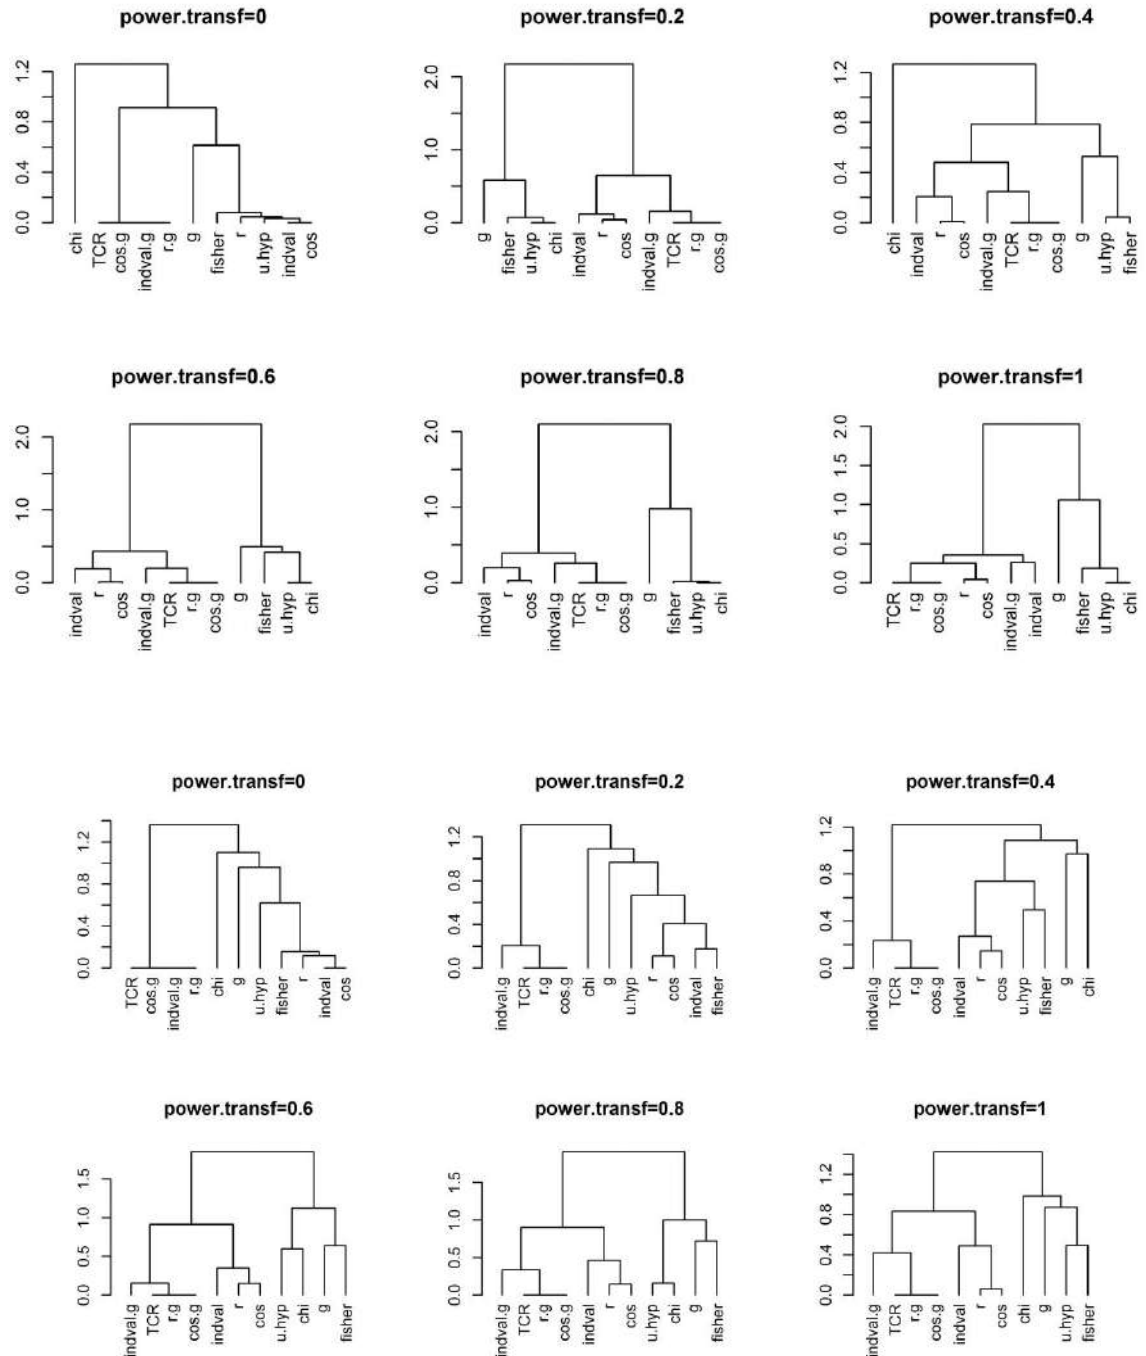 power.transf=0 power.transf=0.2 power.transf=0.4
1.2 2.0 1.2
0.8 1.0 0.8
0.4 0.0 0.4
0.0 0.0
chi TCR cos.g indval.g r.g g fisher r u.hyp indval cos
g fisher u.hyp chi indval r cos indval.g TCR r.g cos.g
chi indval r cos indval.g TCR r.g cos.g g u.hyp fisher
power.transf=0.6 power.transf=0.8 power.transf=1
2.0 2.0 2.0
1.0 1.0 1.5
0.0 0.0 1.0
0.5
0.0
indval r cos indval.g TCR r.g cos.g g fisher u.hyp chi
indval r cos indval.g TCR r.g cos.g g fisher u.hyp chi
TCR r.g cos.g r cos indval.g indval g fisher u.hyp chi
power.transf=0 power.transf=0.2 power.transf=0.4
1.2 1.2 1.2
0.8 0.8 0.8
0.4 0.4 0.4
0.0 0.0 0.0
TCR cos.g indval.g r.g chi g u.hyp fisher r indval cos
indval.g TCR r.g cos.g chi g u.hyp r cos indval fisher
indval.g TCR r.g cos.g indval r cos u.hyp fisher g chi
power.transf=0.6 power.transf=0.8 power.transf=1
1.5 1.5 1.2
1.0 1.0 0.8
0.5 0.5 0.4
0.0 0.0 0.0
indval.g TCR r.g cos.g indval r cos u.hyp chi g fisher
indval.g TCR r.g cos.g indval r cos u.hyp chi g fisher
indval.g TCR r.g cos.g indval r cos chi g u.hyp fisher